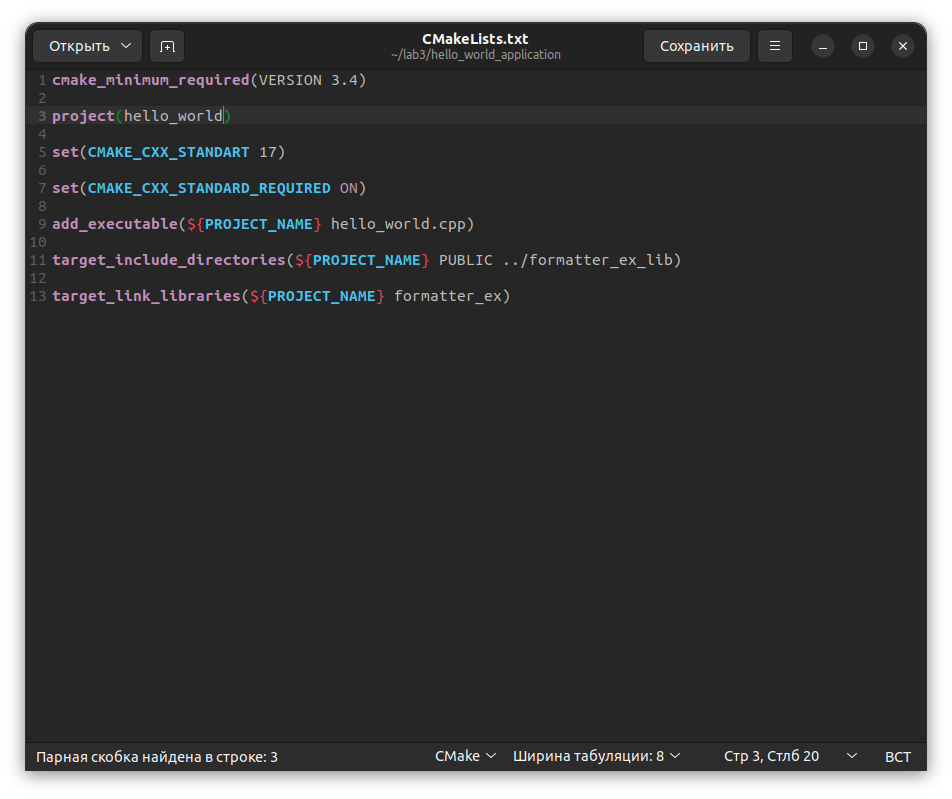 Открыть
CMakeLists.txt
~/lab3/hello_world_application
Сохранить
1 cmake_minimum_required(VERSION 3.4)
2
3 project(hello_world)
4
5 set(CMAKE_CXX_STANDART 17)
6
7 set(CMAKE_CXX_STANDARD_REQUIRED ON)
8
9 add_executable(${PROJECT_NAME} hello_world.cpp)
10
11 target_include_directories(${PROJECT_NAME} PUBLIC ../formatter_ex_lib)
12
13 target_link_libraries(${PROJECT_NAME} formatter_ex)
Парная скобка найдена в строке: 3 CMake Ширина табуляции: 8 Стр 3, Стлб 20 ВСТ